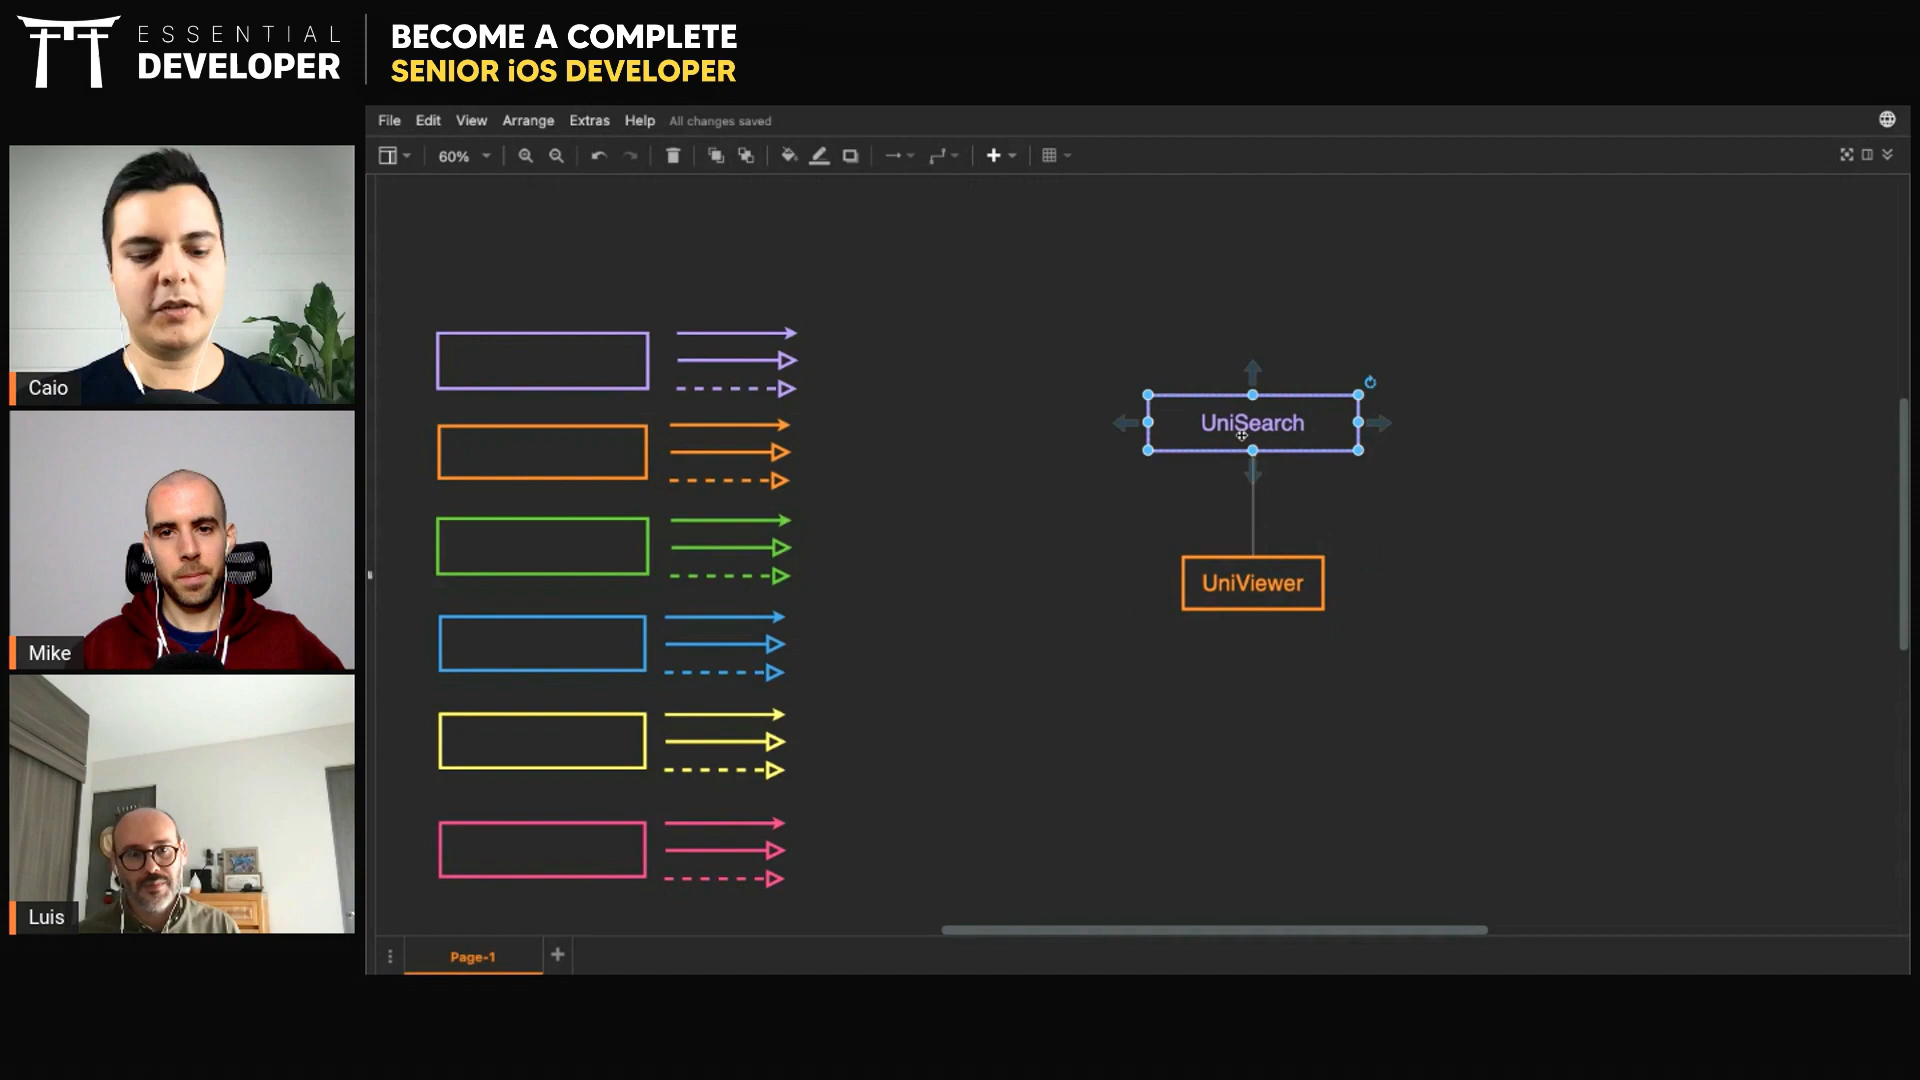 ESSENTIAL
DEVELOPER
BECOME A COMPLETE
SENIOR iOS DEVELOPER
File Edit View Arrange Extras Help All changes saved
60%
Caio
Mike
Luis
UniSearch
UniViewer
Page-1